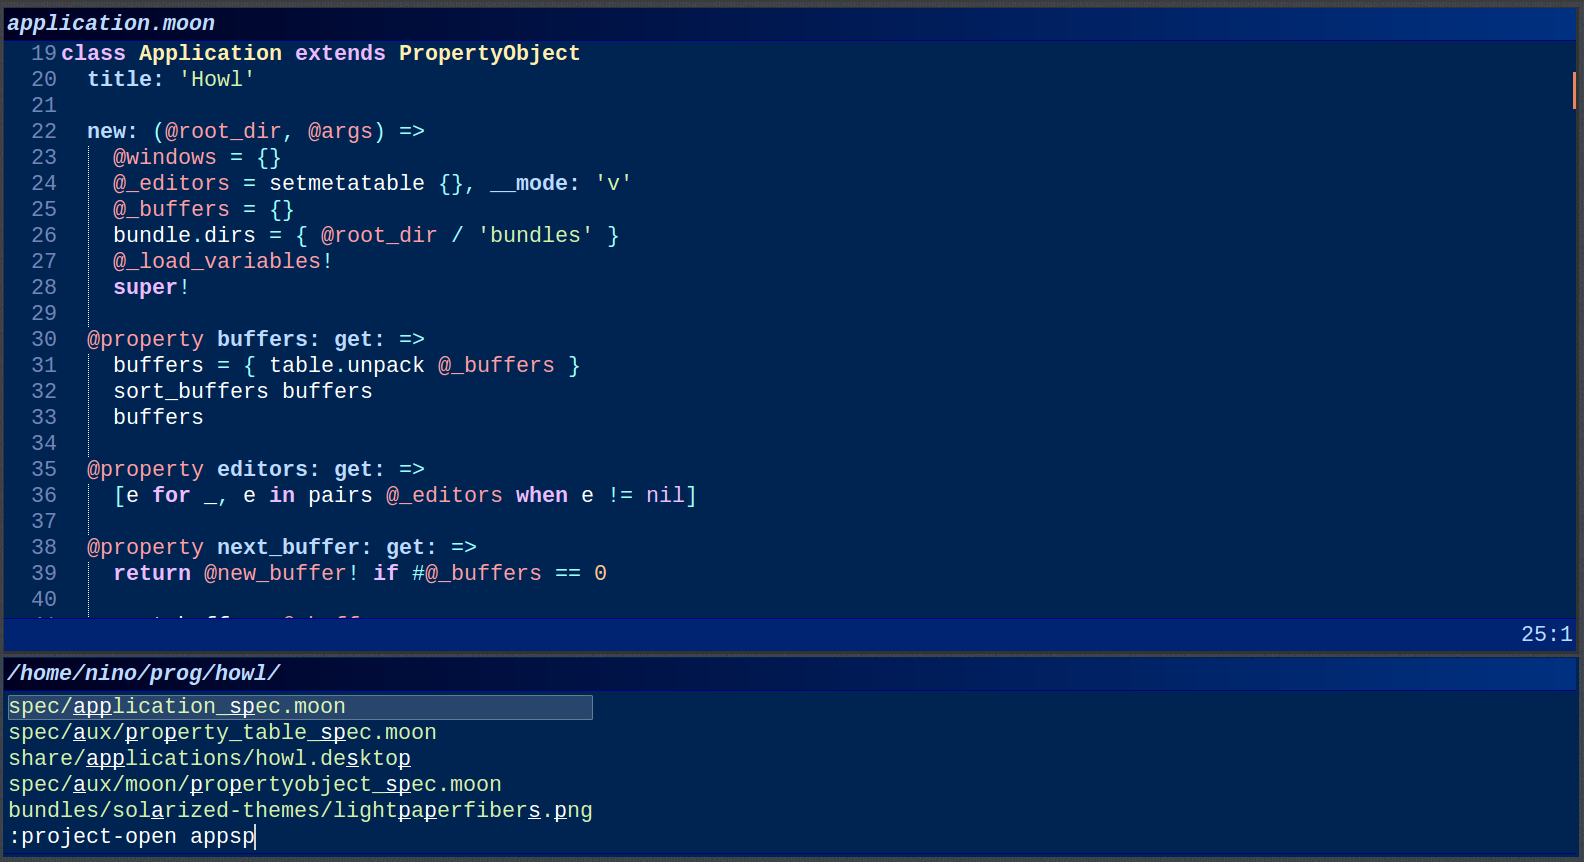 application.moon
19 class Application extends PropertyObject
20   title: 'Howl'
21
22   new: (@root_dir, @args) =>
23     @windows = {}
24     @_editors = setmetatable {}, __mode: 'v'
25     @_buffers = {}
26     bundle.dirs = { @root_dir / 'bundles' }
27     @_load_variables!
28     super!
29
30   @property buffers: get: =>
31     buffers = { table.unpack @_buffers }
32     sort_buffers buffers
33     buffers
34
35   @property editors: get: =>
36     [e for _, e in pairs @_editors when e != nil]
37
38   @property next_buffer: get: =>
39     return @new_buffer! if #@_buffers == 0
40
25:1
/home/nino/prog/howl/
spec/application_spec.moon
spec/aux/property_table_spec.moon
share/applications/howl.desktop
spec/aux/moon/propertyobject_spec.moon
bundles/solarized-themes/lightpaperfibers.png
:project-open appsp